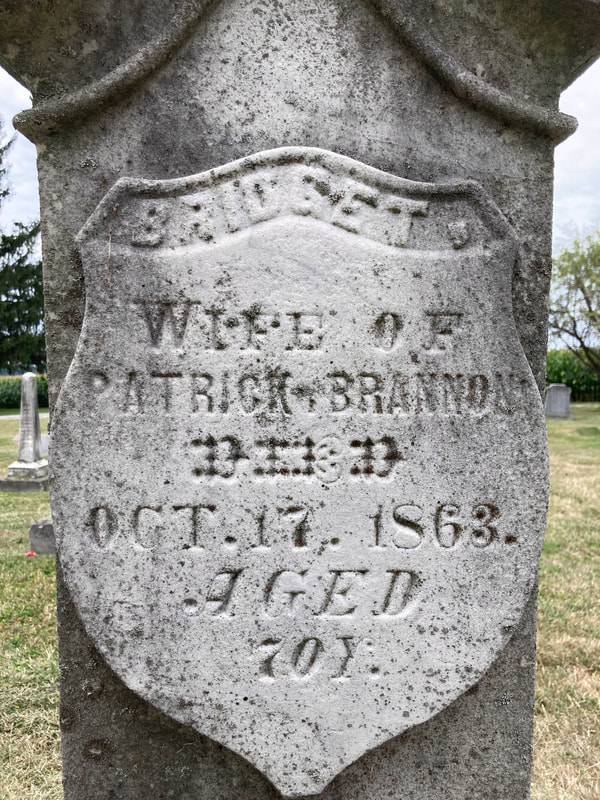 BRIDGET,
WIFE OF
PATRICK BRANNON
DIED
OCT. 17. 1863.
AGED
70Y.